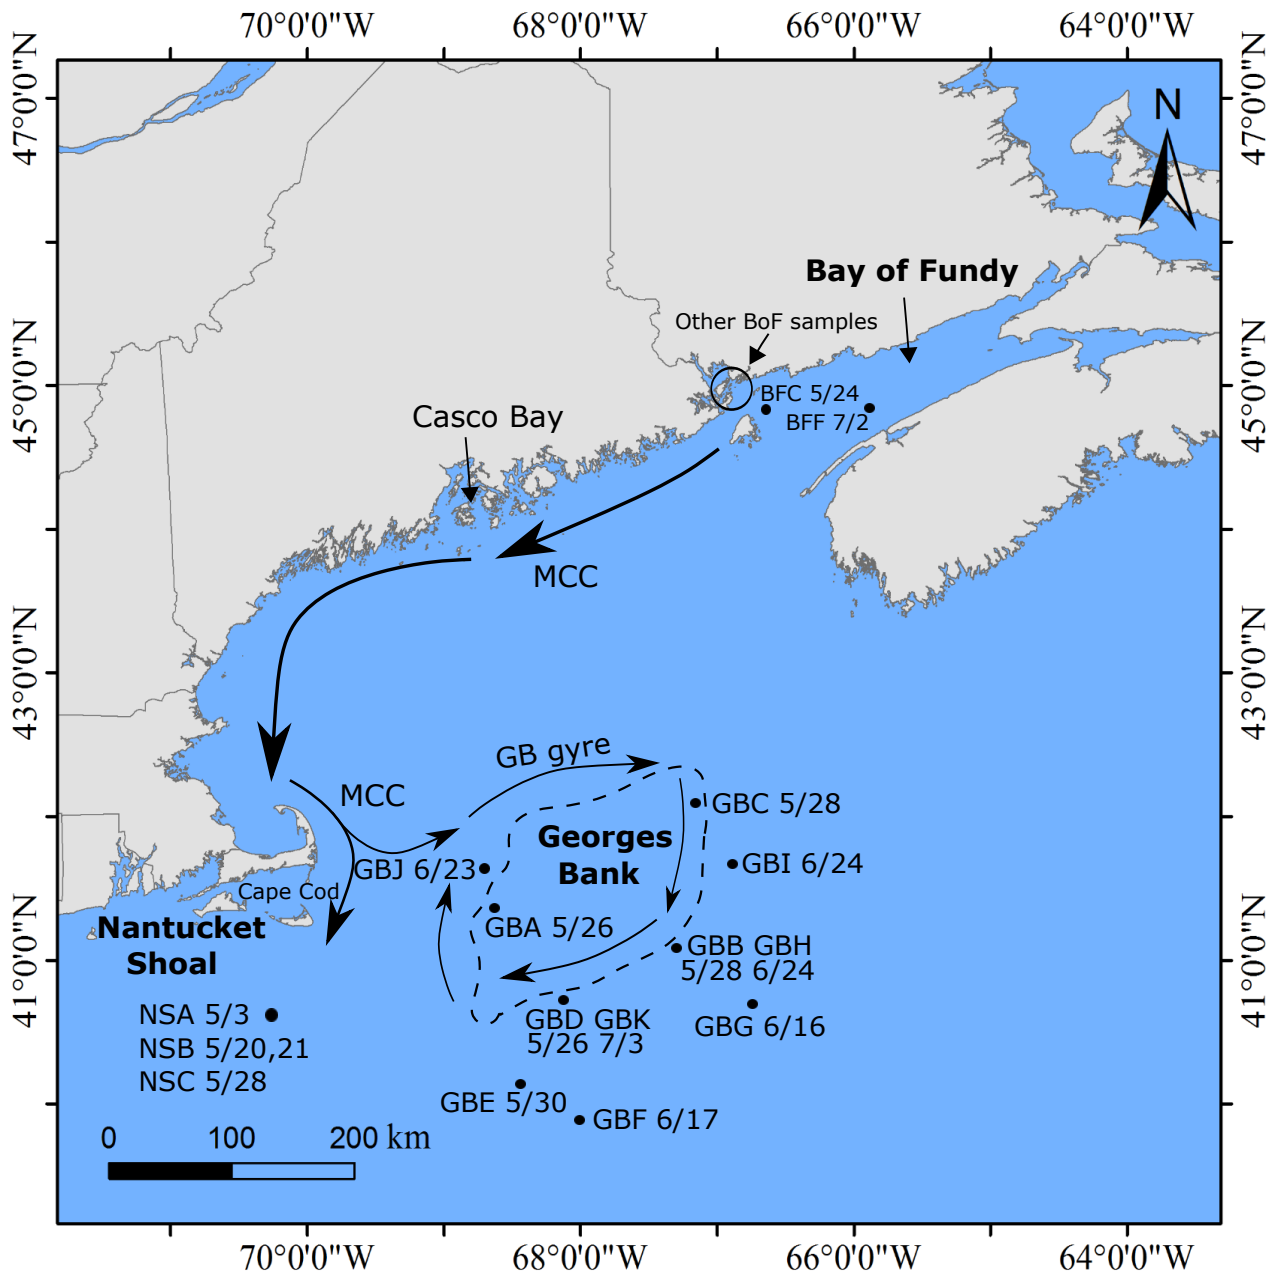 70°0'0"W 68°0'0"W 66°0'0"W 64°0'0"W
47°0'0"N
47°0'0"N
N
Bay of Fundy
Other BoF samples
45°0'0"N
45°0'0"N
BFC 5/24
BFF 7/2
Casco Bay
MCC
43°0'0"N
43°0'0"N
GB gyre
MCC
GBC 5/28
Georges
Bank
GBJ 6/23
GBI 6/24
Cape Cod
GBA 5/26
Nantucket
Shoal
GBB GBH
5/28 6/24
41°0'0"N
41°0'0"N
NSA 5/3
NSB 5/20,21
NSC 5/28
GBD GBK
5/26 7/3
GBG 6/16
GBE 5/30
GBF 6/17
0 100 200 km
70°0'0"W 68°0'0"W 66°0'0"W 64°0'0"W